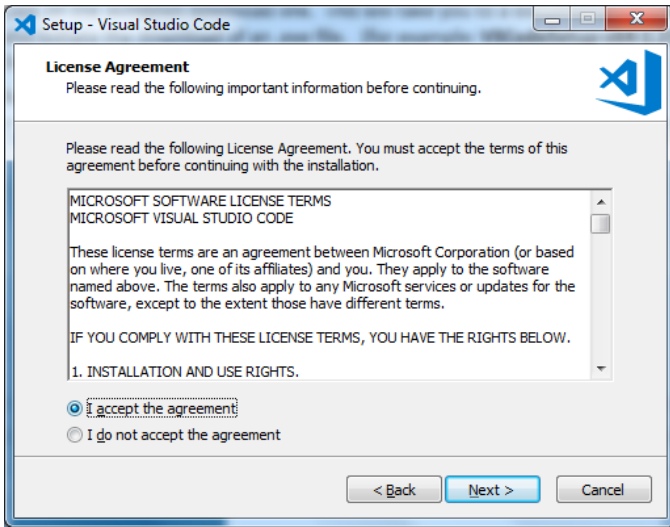 Setup - Visual Studio Code
License Agreement
Please read the following important information before continuing.
Please read the following License Agreement. You must accept the terms of this
agreement before continuing with the installation.
MICROSOFT SOFTWARE LICENSE TERMS
MICROSOFT VISUAL STUDIO CODE
These license terms are an agreement between Microsoft Corporation (or based
on where you live, one of its affiliates) and you. They apply to the software
named above. The terms also apply to any Microsoft services or updates for the
software, except to the extent those have different terms.
IF YOU COMPLY WITH THESE LICENSE TERMS, YOU HAVE THE RIGHTS BELOW.
1. INSTALLATION AND USE RIGHTS.
I accept the agreement
I do not accept the agreement
< Back
Next >
Cancel